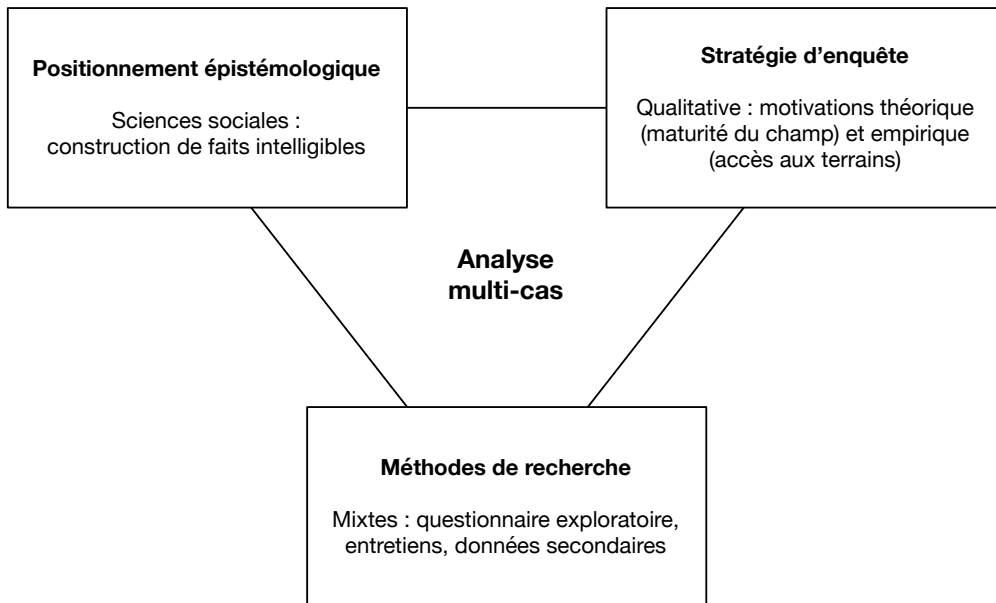 Positionnement épistémologique
Sciences sociales :
construction de faits intelligibles
Stratégie d’enquête
Qualitative : motivations théorique
(maturité du champ) et empirique
(accès aux terrains)
Analyse
multi-cas
Méthodes de recherche
Mixtes : questionnaire exploratoire,
entretiens, données secondaires